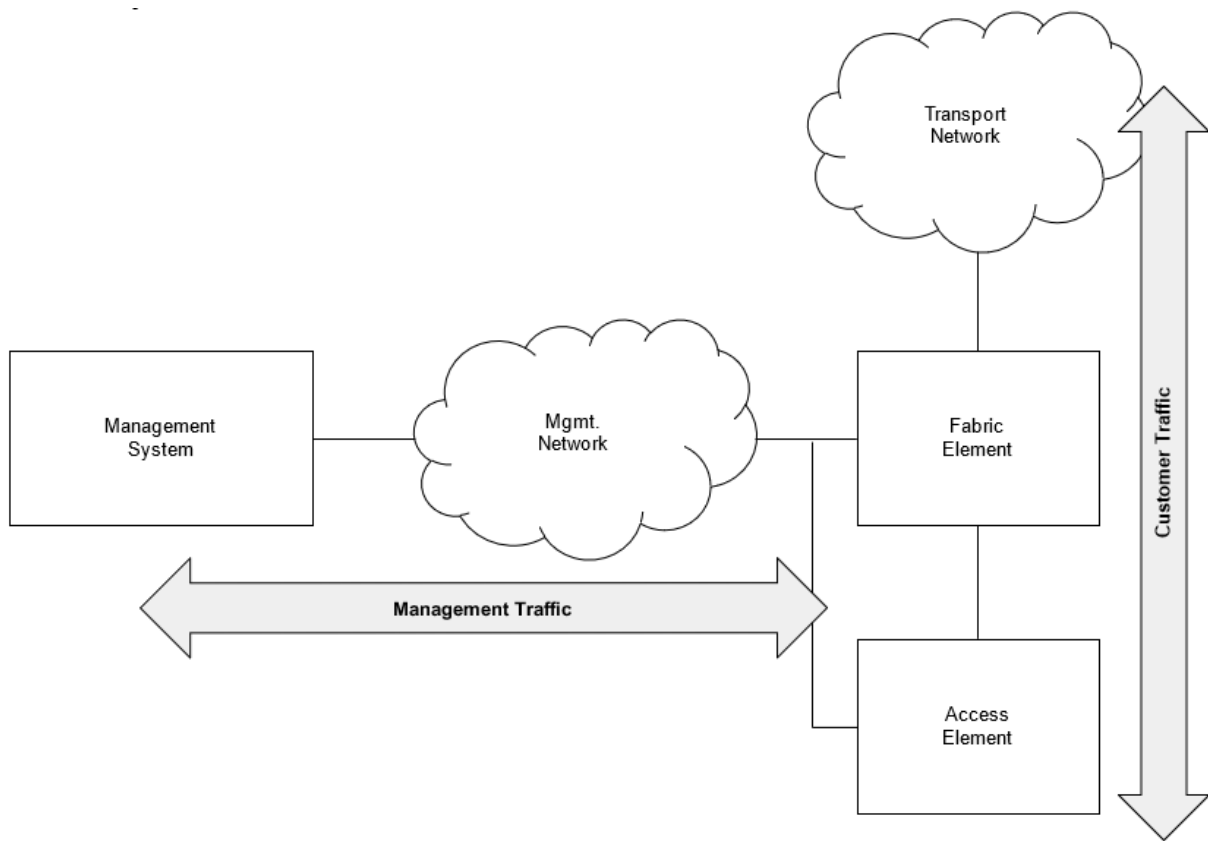 Transport
Network
Management
System
Mgmt.
Network
Fabric
Element
Customer Traffic
Management Traffic
Access
Element